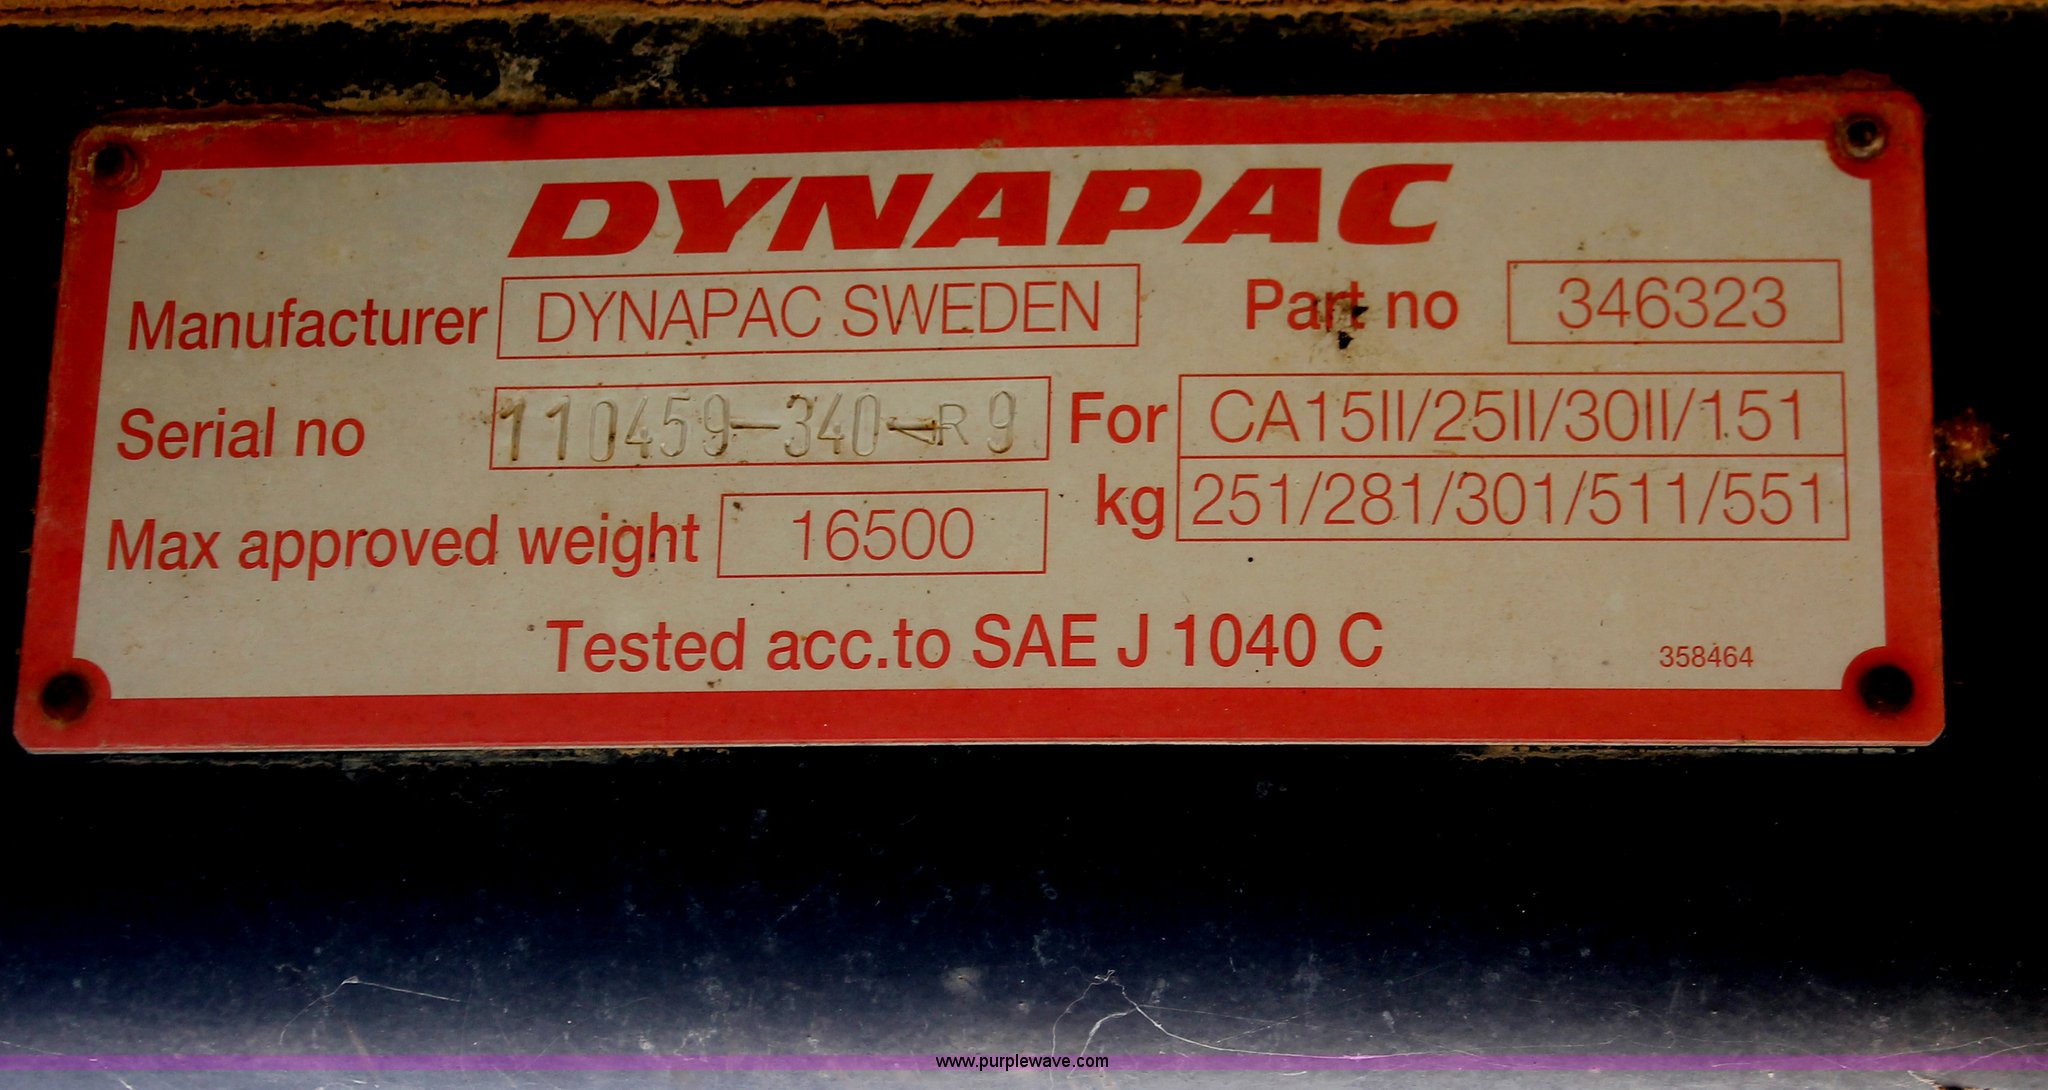 DYNAPAC
Manufacturer DYNAPAC SWEDEN Part no 346323
Serial no 110459-340-R9 For CA15II/25II/30II/151
Max approved weight 16500 kg 251/281/301/511/551
Tested acc.to SAE J 1040 C 358464
www.purplewave.com